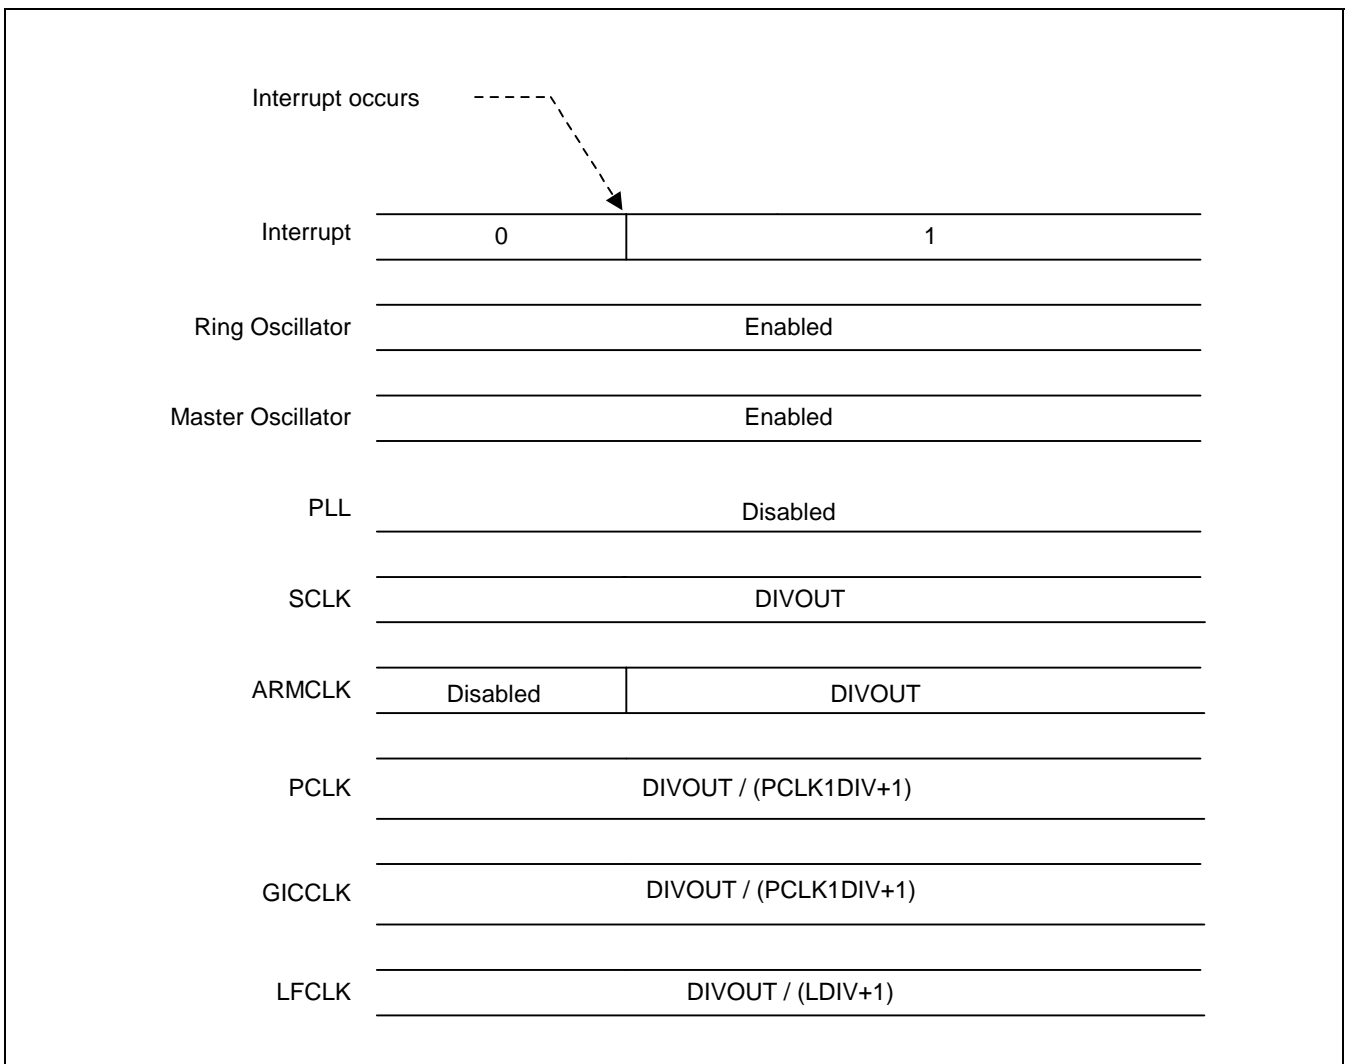 Interrupt occurs
Interrupt 0 1
Ring Oscillator Enabled
Master Oscillator Enabled
PLL Disabled
SCLK DIVOUT
ARMCLK Disabled DIVOUT
PCLK DIVOUT / (PCLK1DIV+1)
GICCLK DIVOUT / (PCLK1DIV+1)
LFCLK DIVOUT / (LDIV+1)